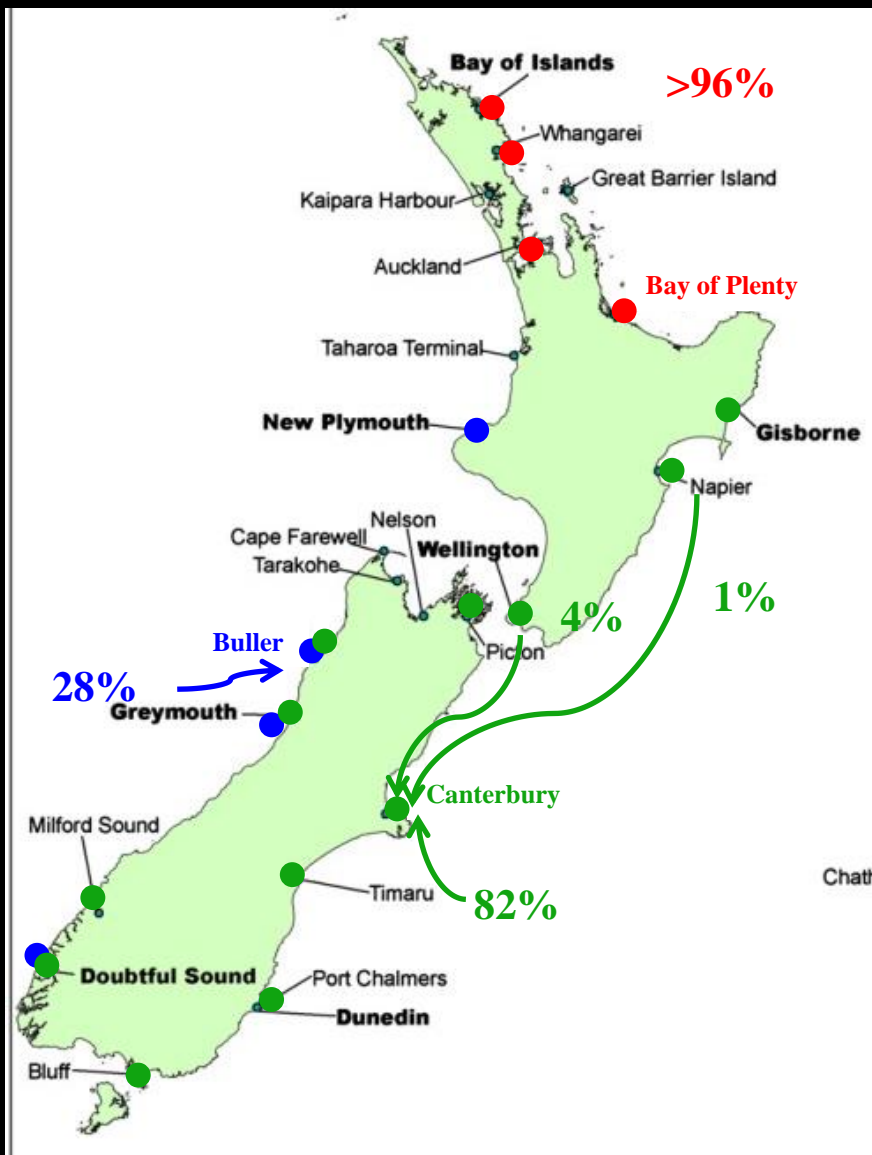 Bay of Islands
>96%
Whangarei
Great Barrier Island
Kaipara Harbour
Auckland
Bay of Plenty
Taharoa Terminal
New Plymouth
Gisborne
Napier
Nelson
Cape Farewell
Wellington
Tarakohe
1%
4%
Buller
Picton
28%
Greymouth
Canterbury
Milford Sound
Chath
Timaru
82%
Doubtful Sound
Port Chalmers
Dunedin
Bluff